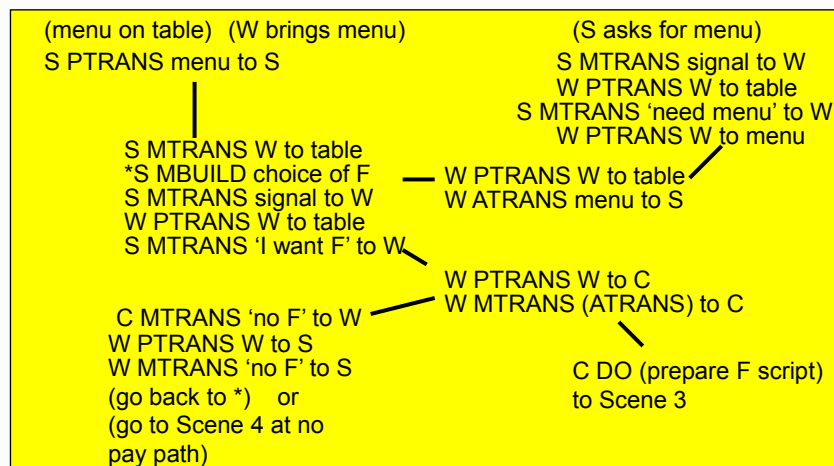 (menu on table) (W brings menu)
S PTRANS menu to S
(S asks for menu)
S MTRANS signal to W
W PTRANS W to table
S MTRANS ‘need menu’ to W
W PTRANS W to menu
S MTRANS W to table
*S MBUILD choice of F
S MTRANS signal to W
W PTRANS W to table
S MTRANS ‘I want F’ to W
W PTRANS W to table
W ATRANS menu to S
W PTRANS W to C
W MTRANS (ATRANS) to C
C MTRANS ‘no F’ to W
W PTRANS W to S
W MTRANS ‘no F’ to S
(go back to *) or
(go to Scene 4 at no
pay path)
C DO (prepare F script)
to Scene 3